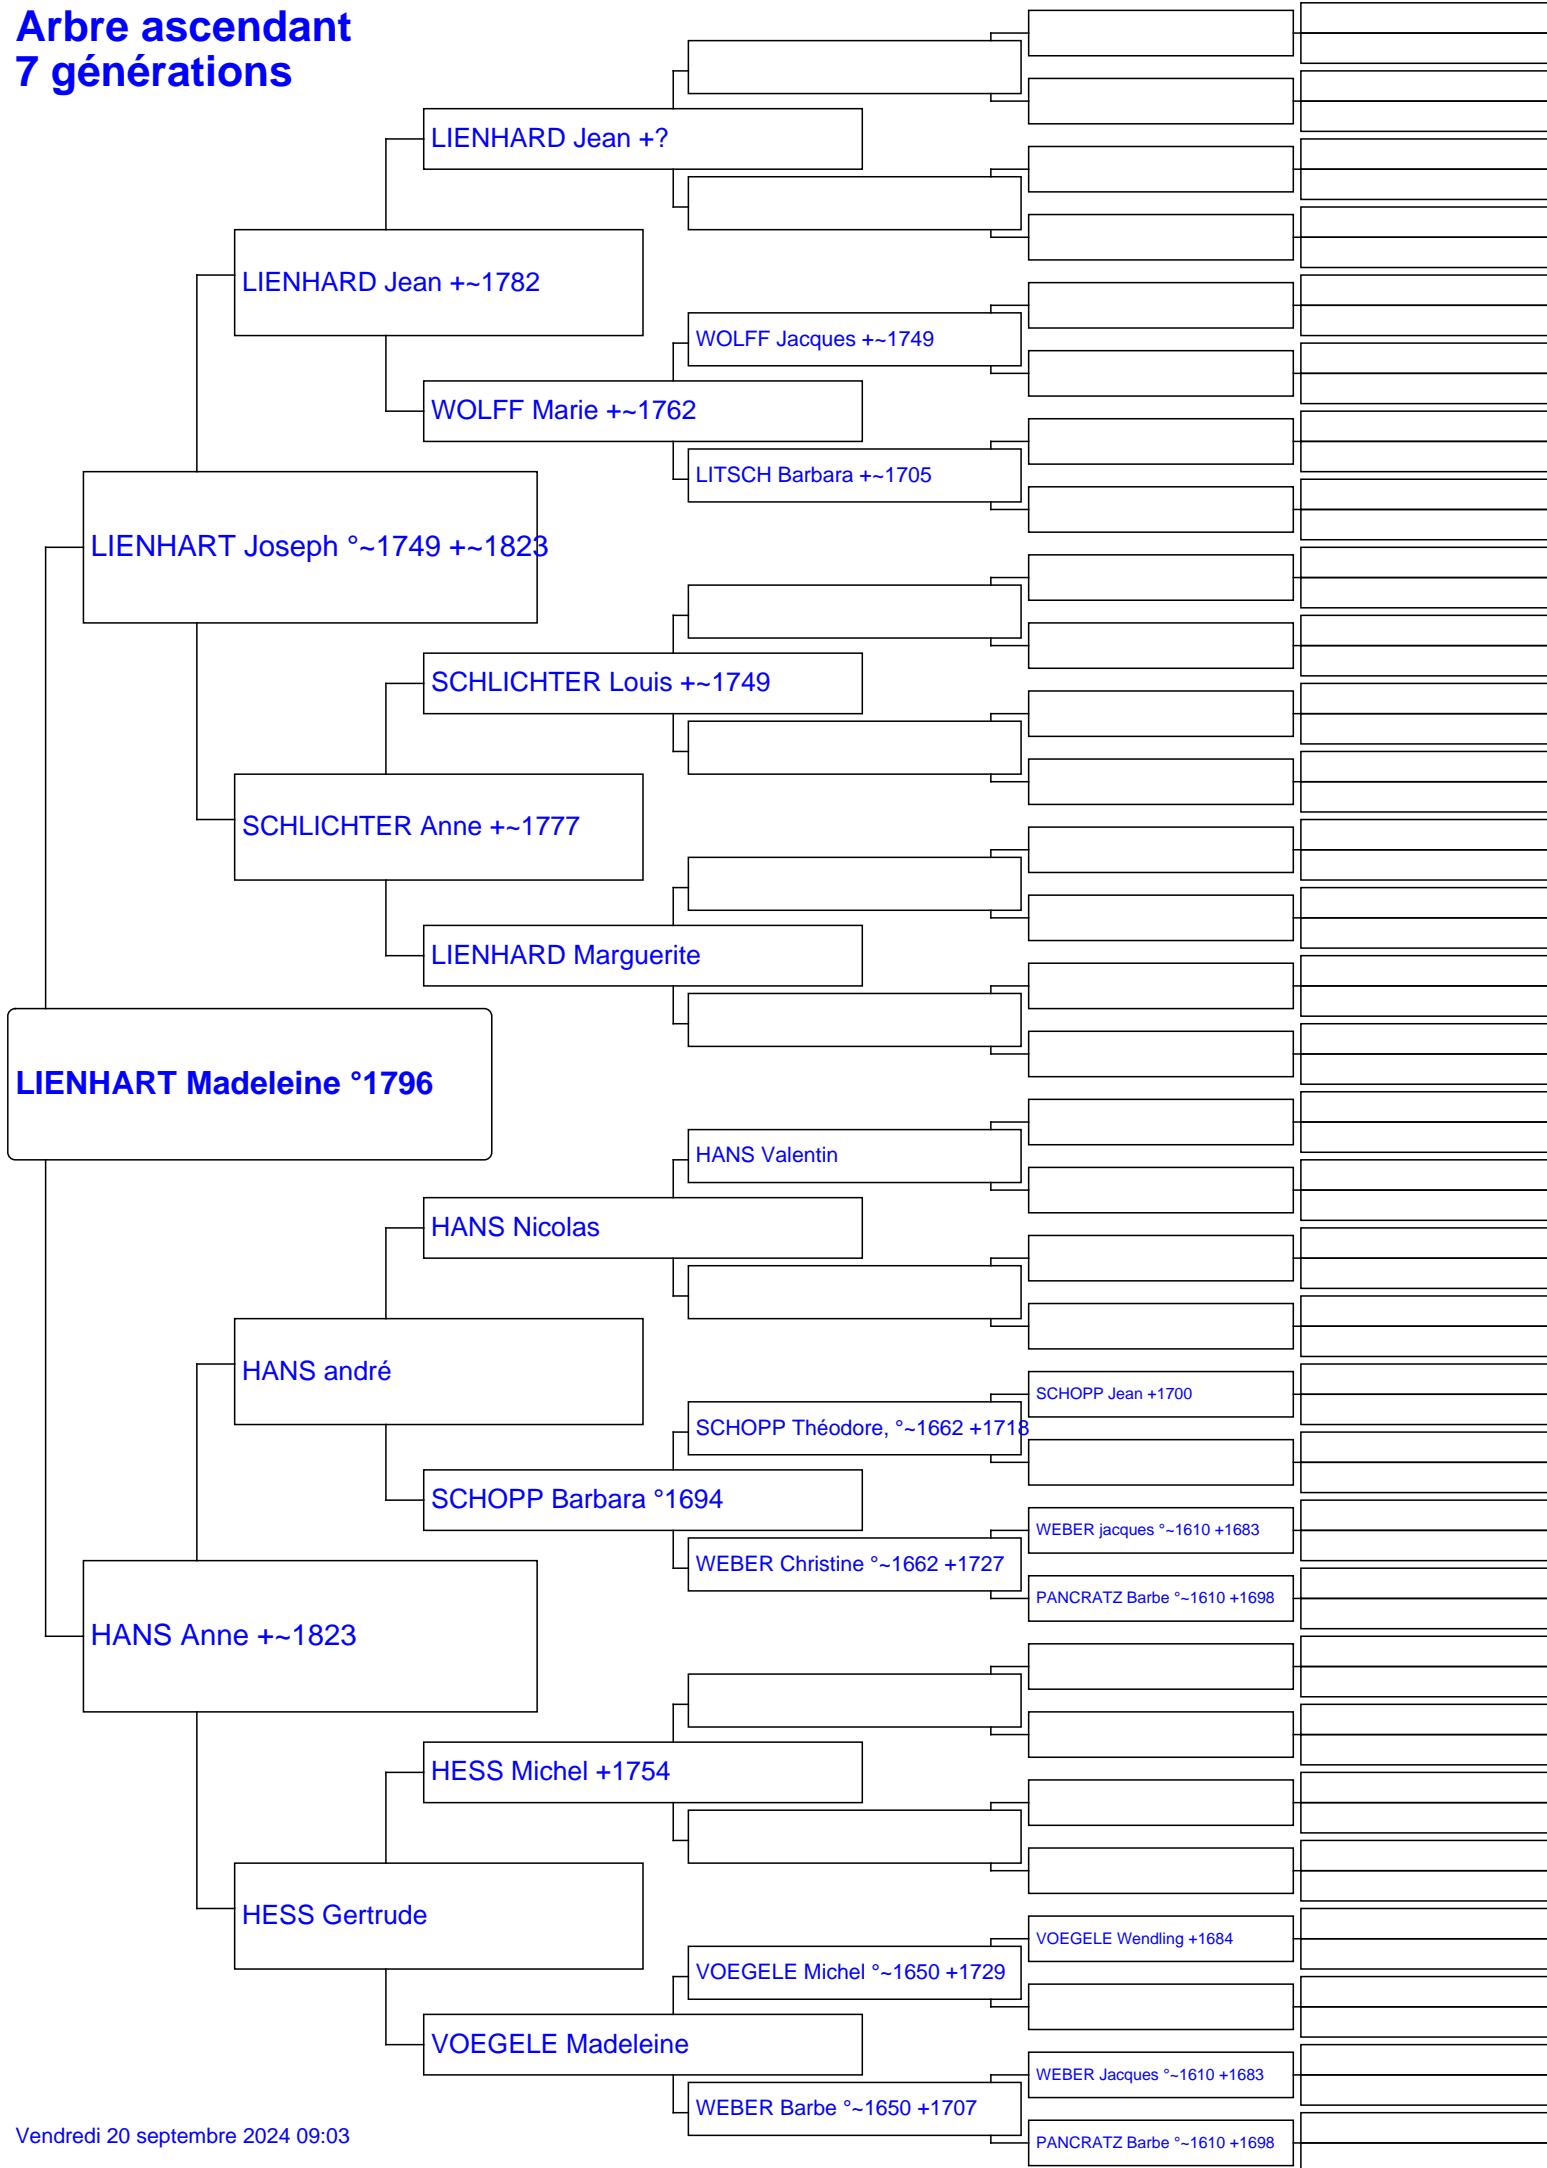 Arbre ascendant
7 générations
LIENHARD Jean +?
LIENHARD Jean +~1782
WOLFF Jacques +~1749
WOLFF Marie +~1762
LITSCH Barbara +~1705
LIENHART Joseph °~1749 +~1823
SCHLICHTER Louis +~1749
SCHLICHTER Anne +~1777
LIENHARD Marguerite
LIENHART Madeleine °1796
HANS Valentin
HANS Nicolas
HANS andré
SCHOPP Jean +1700
SCHOPP Théodore, °~1662 +1718
SCHOPP Barbara °1694
WEBER jacques °~1610 +1683
WEBER Christine °~1662 +1727
PANCRATZ Barbe °~1610 +1698
HANS Anne +~1823
HESS Michel +1754
HESS Gertrude
VOEGELE Wendling +1684
VOEGELE Michel °~1650 +1729
VOEGELE Madeleine
WEBER Jacques °~1610 +1683
WEBER Barbe °~1650 +1707
PANCRATZ Barbe °~1610 +1698
Vendredi 20 septembre 2024 09:03